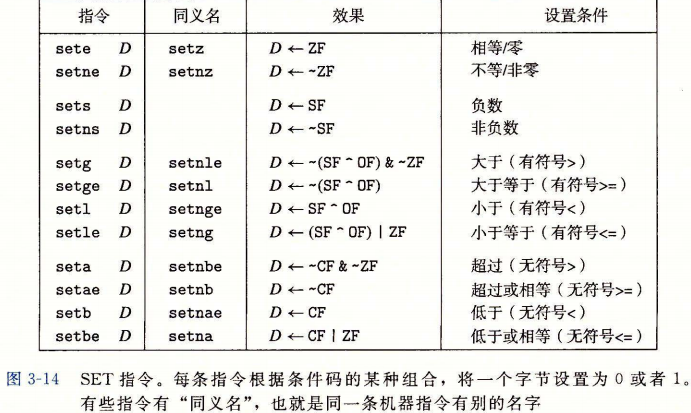 指令 同义名 效果 设置条件
sete D setz D ← ZF 相等/零
setne D setnz D ← ~ZF 不等/非零
sets D D ← SF 负数
setns D D ← ~SF 非负数
setg D setnle D ← ~(SF ^ OF) & ~ZF 大于（有符号>）
setge D setnl D ← ~(SF ^ OF) 大于等于（有符号>=）
setl D setnge D ← SF ^ OF 小于（有符号<）
setle D setng D ← (SF ^ OF) | ZF 小于等于（有符号<=）
seta D setnbe D ← ~CF & ~ZF 超过（无符号>）
setae D setnb D ← ~CF 超过或相等（无符号>=）
setb D setnae D ← CF 低于（无符号<）
setbe D setna D ← CF | ZF 低于或相等（无符号<=）
图 3-14 SET 指令。每条指令根据条件码的某种组合，将一个字节设置为 0 或者 1。
有些指令有“同义名”，也就是同一条机器指令有别的名字